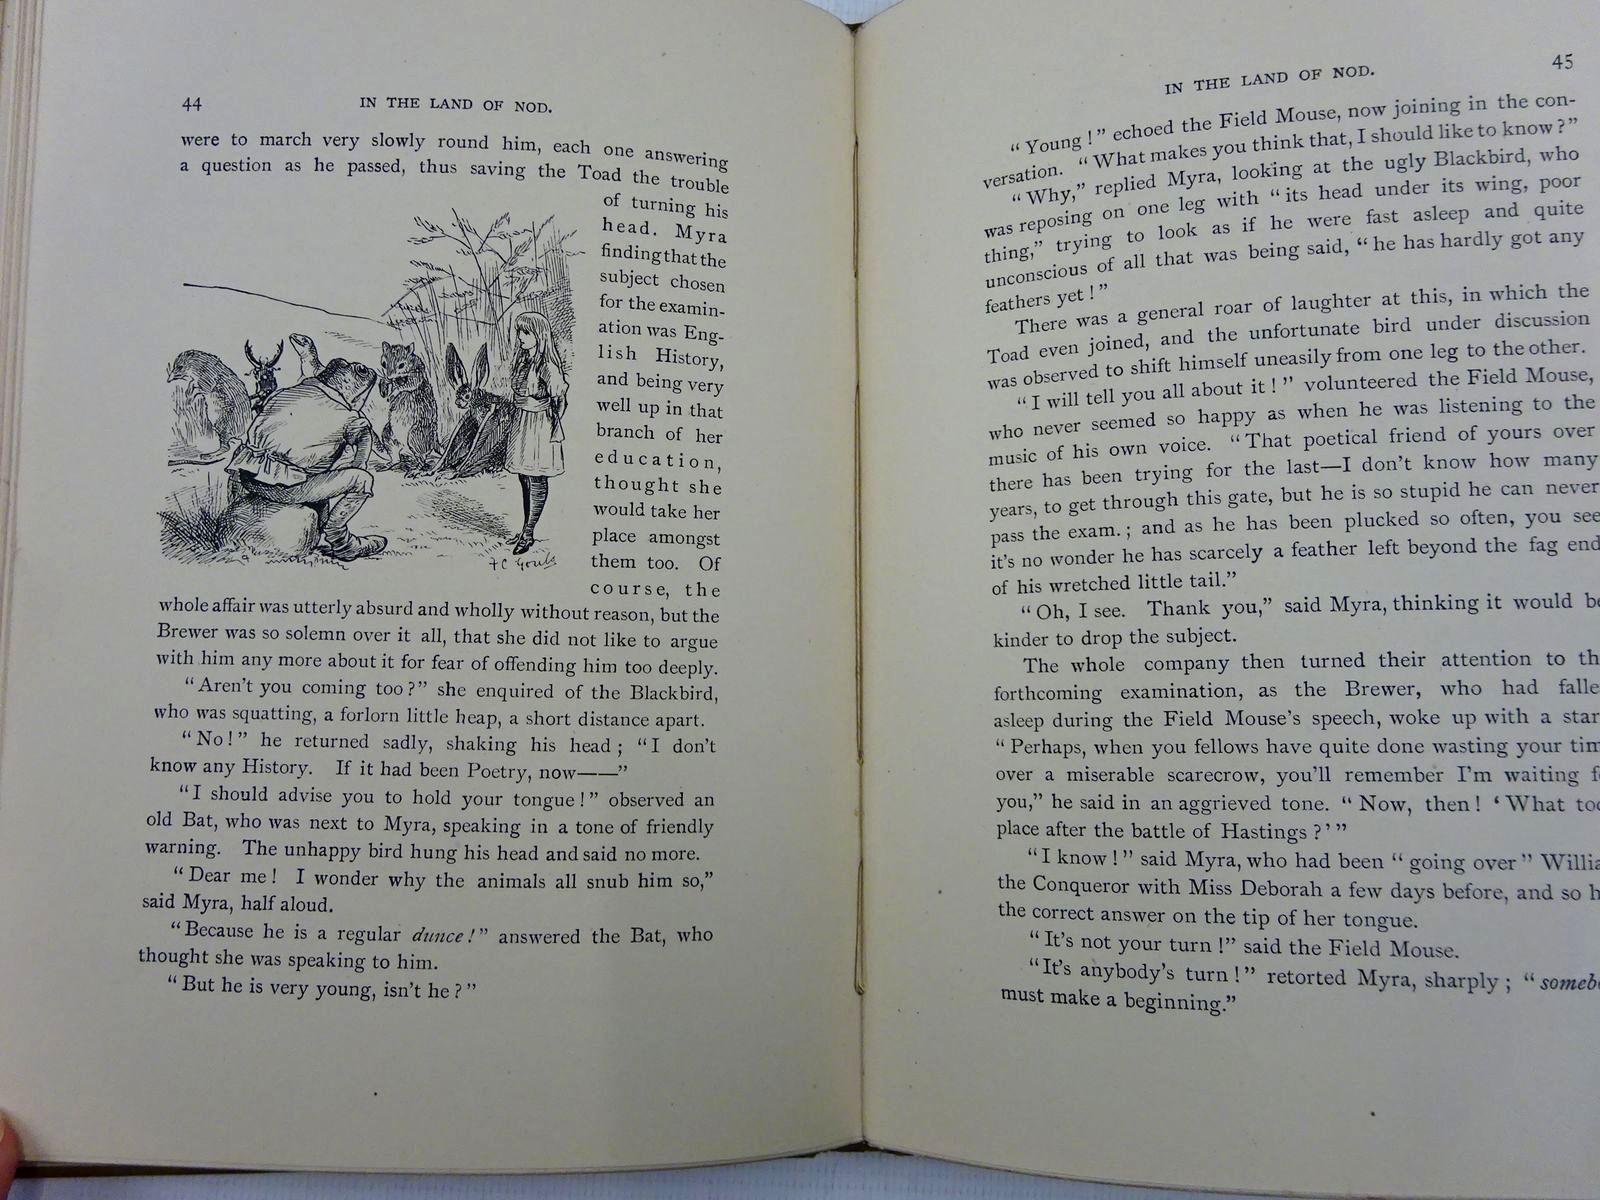 44
IN THE LAND OF NOD.
were to march very slowly round him, each one answering
a question as he passed, thus saving the Toad the trouble
of turning his
head. Myra
finding that the
subject chosen
for the examin-
ation was Eng-
lish History,
and being very
well up in that
branch of her
education,
thought she
would take her
place amongst
them too. Of
course, the
F C Gould
whole affair was utterly absurd and wholly without reason, but the
Brewer was so solemn over it all, that she did not like to argue
with him any more about it for fear of offending him too deeply.
“Aren't you coming too?” she enquired of the Blackbird,
who was squatting, a forlorn little heap, a short distance apart.
“No!” he returned sadly, shaking his head; “I don't
know any History. If it had been Poetry, now——”
“I should advise you to hold your tongue!” observed an
old Bat, who was next to Myra, speaking in a tone of friendly
warning. The unhappy bird hung his head and said no more.
“Dear me! I wonder why the animals all snub him so,”
said Myra, half aloud.
“Because he is a regular dunce!” answered the Bat, who
thought she was speaking to him.
“But he is very young, isn't he?”
IN THE LAND OF NOD.
45
“Young!” echoed the Field Mouse, now joining in the con-
versation. “What makes you think that, I should like to know?”
“Why,” replied Myra, looking at the ugly Blackbird, who
was reposing on one leg with “its head under its wing, poor
thing,” trying to look as if he were fast asleep and quite
unconscious of all that was being said, “he has hardly got any
feathers yet!”
There was a general roar of laughter at this, in which the
Toad even joined, and the unfortunate bird under discussion
was observed to shift himself uneasily from one leg to the other.
“I will tell you all about it!” volunteered the Field Mouse,
who never seemed so happy as when he was listening to the
music of his own voice. “That poetical friend of yours over
there has been trying for the last—I don't know how many
years, to get through this gate, but he is so stupid he can never
pass the exam.; and as he has been plucked so often, you see
it's no wonder he has scarcely a feather left beyond the fag end
of his wretched little tail.”
“Oh, I see. Thank you,” said Myra, thinking it would be
kinder to drop the subject.
The whole company then turned their attention to th
forthcoming examination, as the Brewer, who had falle
asleep during the Field Mouse's speech, woke up with a star
“Perhaps, when you fellows have quite done wasting your tim
over a miserable scarecrow, you'll remember I'm waiting f
you,” he said in an aggrieved tone. “Now, then! ‘What too
place after the battle of Hastings?’”
“I know!” said Myra, who had been “going over” Willia
the Conqueror with Miss Deborah a few days before, and so h
the correct answer on the tip of her tongue.
“It's not your turn!” said the Field Mouse.
“It's anybody's turn!” retorted Myra, sharply; “somebo
must make a beginning.”